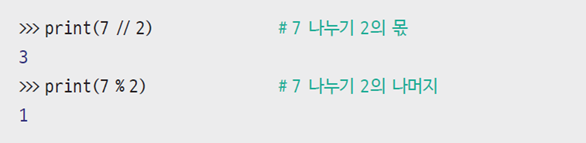 >>> print(7 // 2) # 7 나누기 2의 몫
3
>>> print(7 % 2) # 7 나누기 2의 나머지
1